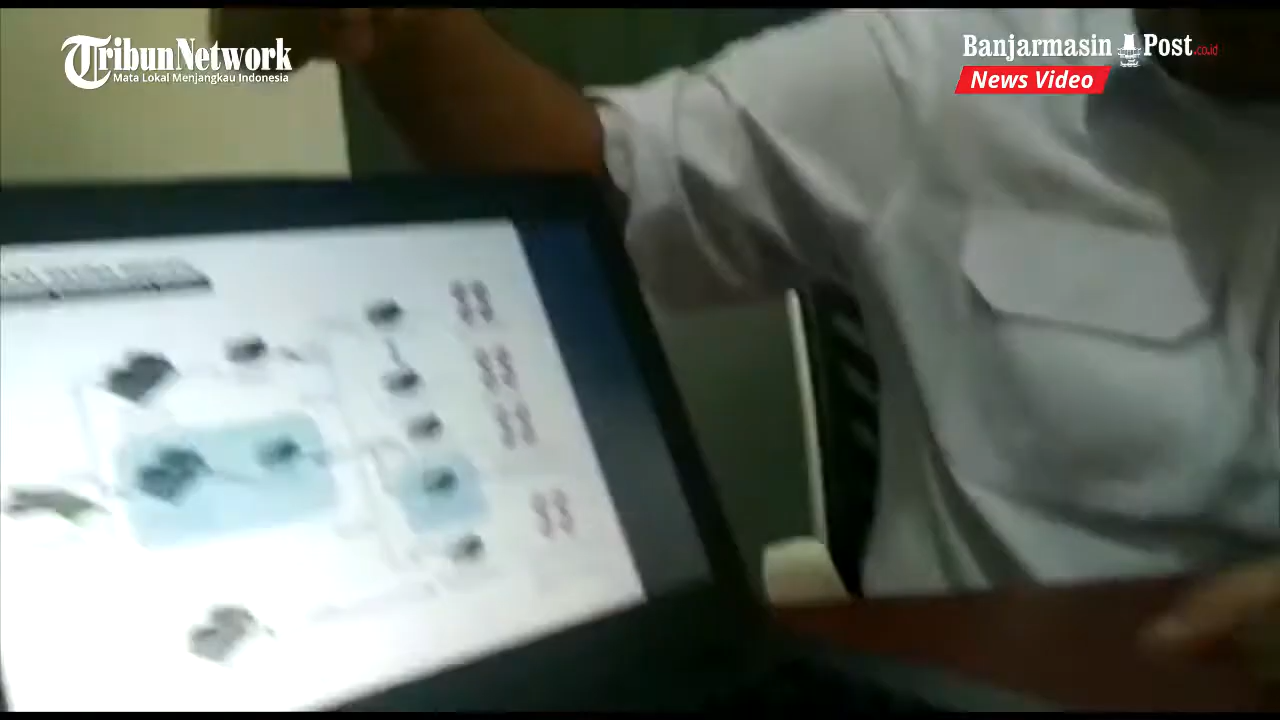 TribunNetwork
Mata Lokal Menjangkau Indonesia
Banjarmasin Post.co.id
News Video